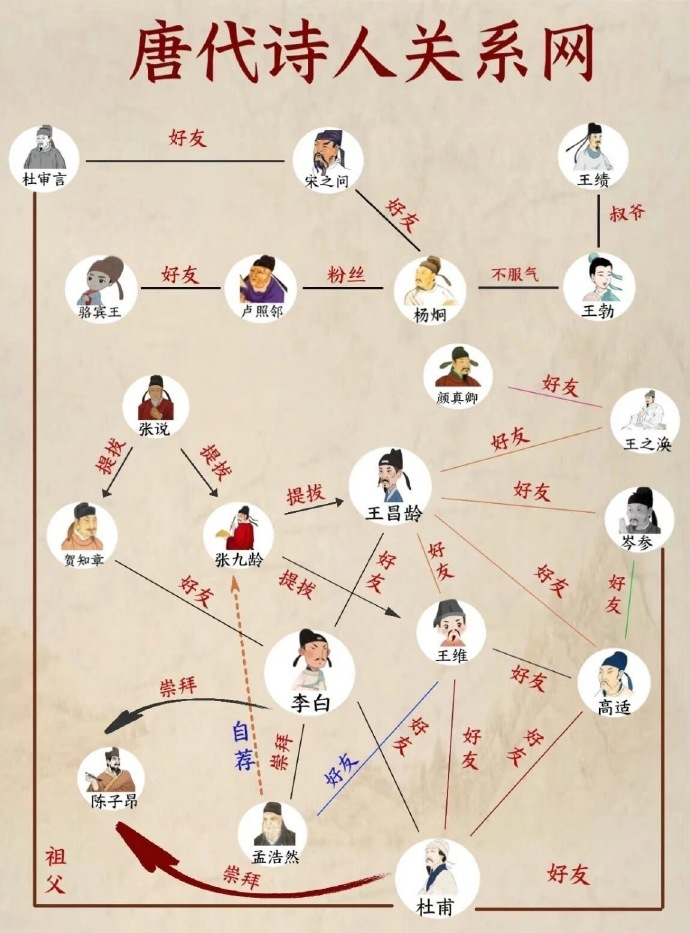 唐代诗人关系网
好友
杜审言
宋之问
王绩
好友
叔爷
好友
粉丝
不服气
骆宾王
卢照邻
杨炯
王勃
颜真卿
好友
张说
王之涣
提拔
提拔
好友
提拔
好友
王昌龄
岑参
贺知章
张九龄
好友
好友
好友
好友
提拔
好友
好友
王维
李白
好友
高适
崇拜
自荐
崇拜
好友
好友
好友
好友
陈子昂
孟浩然
祖父
崇拜
好友
杜甫